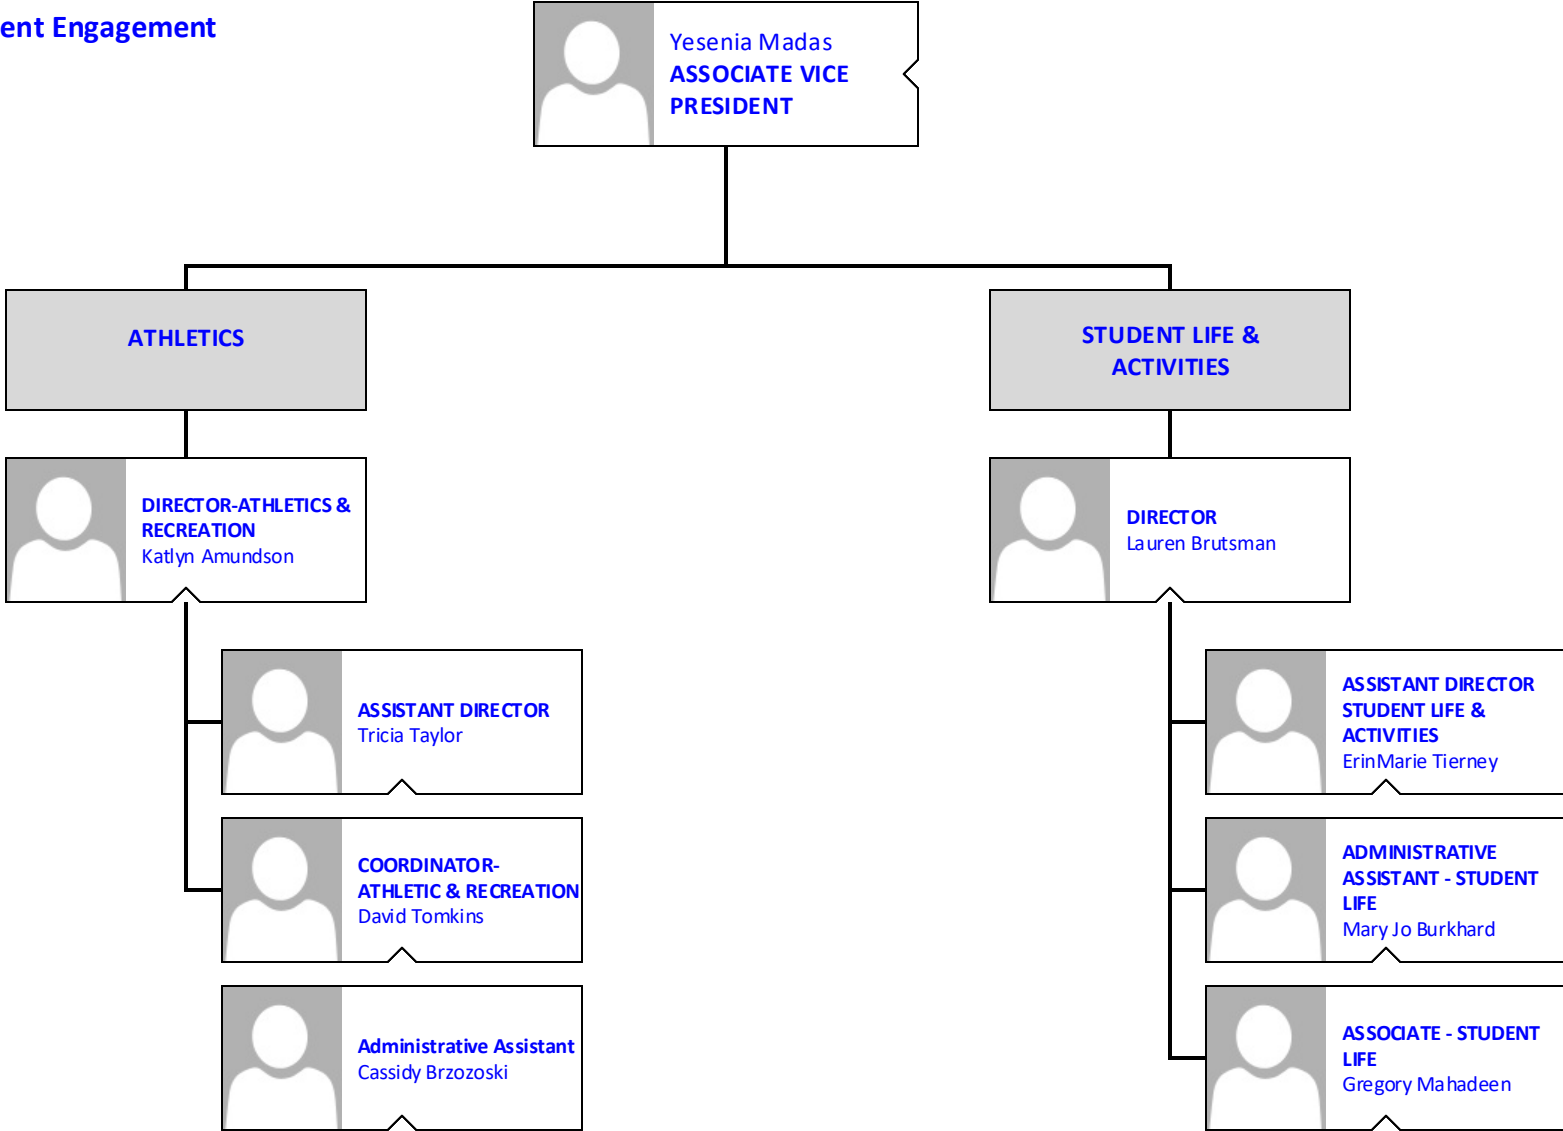 ent Engagement
Yesenia Madas
ASSOCIATE VICE
PRESIDENT
ATHLETICS
STUDENT LIFE &
ACTIVITIES
DIRECTOR-ATHLETICS &
RECREATION
Katlyn Amundson
DIRECTOR
Lauren Brutsman
ASSISTANT DIRECTOR
Tricia Taylor
ASSISTANT DIRECTOR
STUDENT LIFE &
ACTIVITIES
ErinMarie Tierney
COORDINATOR-
ATHLETIC & RECREATION
David Tomkins
ADMINISTRATIVE
ASSISTANT - STUDENT
LIFE
Mary Jo Burkhard
Administrative Assistant
Cassidy Brzozoski
ASSOCIATE - STUDENT
LIFE
Gregory Mahadeen